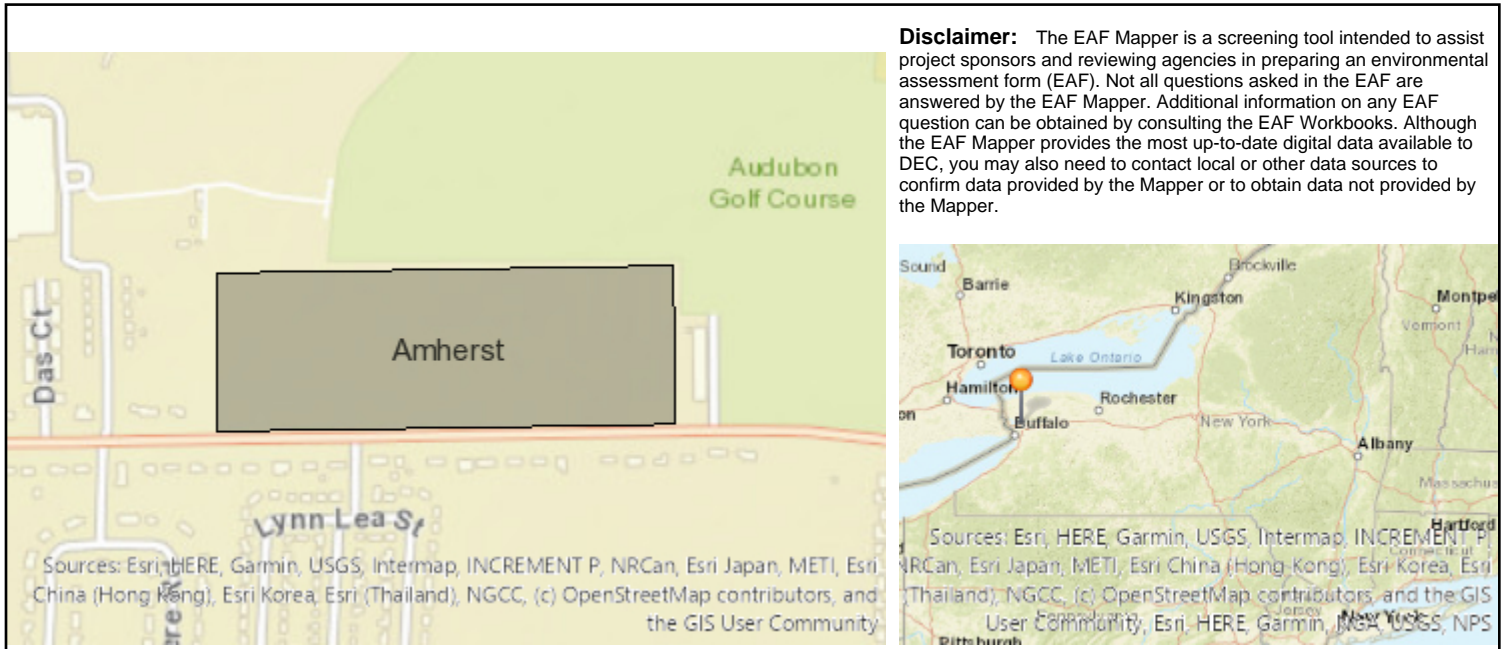 Disclaimer: The EAF Mapper is a screening tool intended to assist
project sponsors and reviewing agencies in preparing an environmental
assessment form (EAF). Not all questions asked in the EAF are
answered by the EAF Mapper. Additional information on any EAF
question can be obtained by consulting the EAF Workbooks. Although
the EAF Mapper provides the most up-to-date digital data available to
DEC, you may also need to contact local or other data sources to
confirm data provided by the Mapper or to obtain data not provided by
the Mapper.
Audubon
Golf Course
Amherst
Das Ct
Lynn Lea St
Sources: Esri, HERE, Garmin, USGS, Intermap, INCREMENT P, NRCan, Esri Japan, METI, Esri
China (Hong Kong), Esri Korea, Esri (Thailand), NGCC, (c) OpenStreetMap contributors, and
the GIS User Community
Sound
Barrie
Brockville
Kingston
Montpe
Vermont
Toronto
Lake Ontario
Hamilton
Rochester
Buffalo
New York
Albany
Massachus
Hartford
Connecticut
Sources: Esri, HERE, Garmin, USGS, Intermap, INCREMENT P,
NRCan, Esri Japan, METI, Esri China (Hong Kong), Esri Korea, Esri
(Thailand), NGCC, (c) OpenStreetMap contributors, and the GIS
User Community, Esri, HERE, Garmin, NGA, USGS, NPS
Pennsylvania
Jersey
New York
Pittsburgh